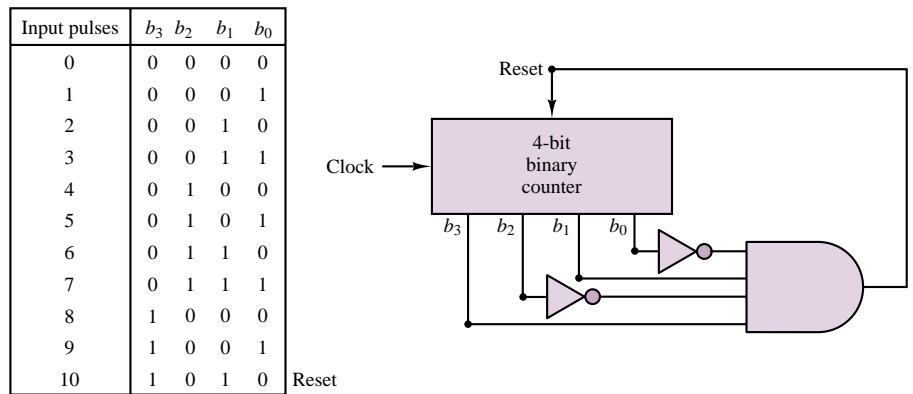 Input pulses b3 b2 b1 b0
0 0 0 0 0
1 0 0 0 1
2 0 0 1 0
3 0 0 1 1
4 0 1 0 0
5 0 1 0 1
6 0 1 1 0
7 0 1 1 1
8 1 0 0 0
9 1 0 0 1
10 1 0 1 0 Reset
Reset
Clock
4-bit
binary
counter
b3 b2 b1 b0